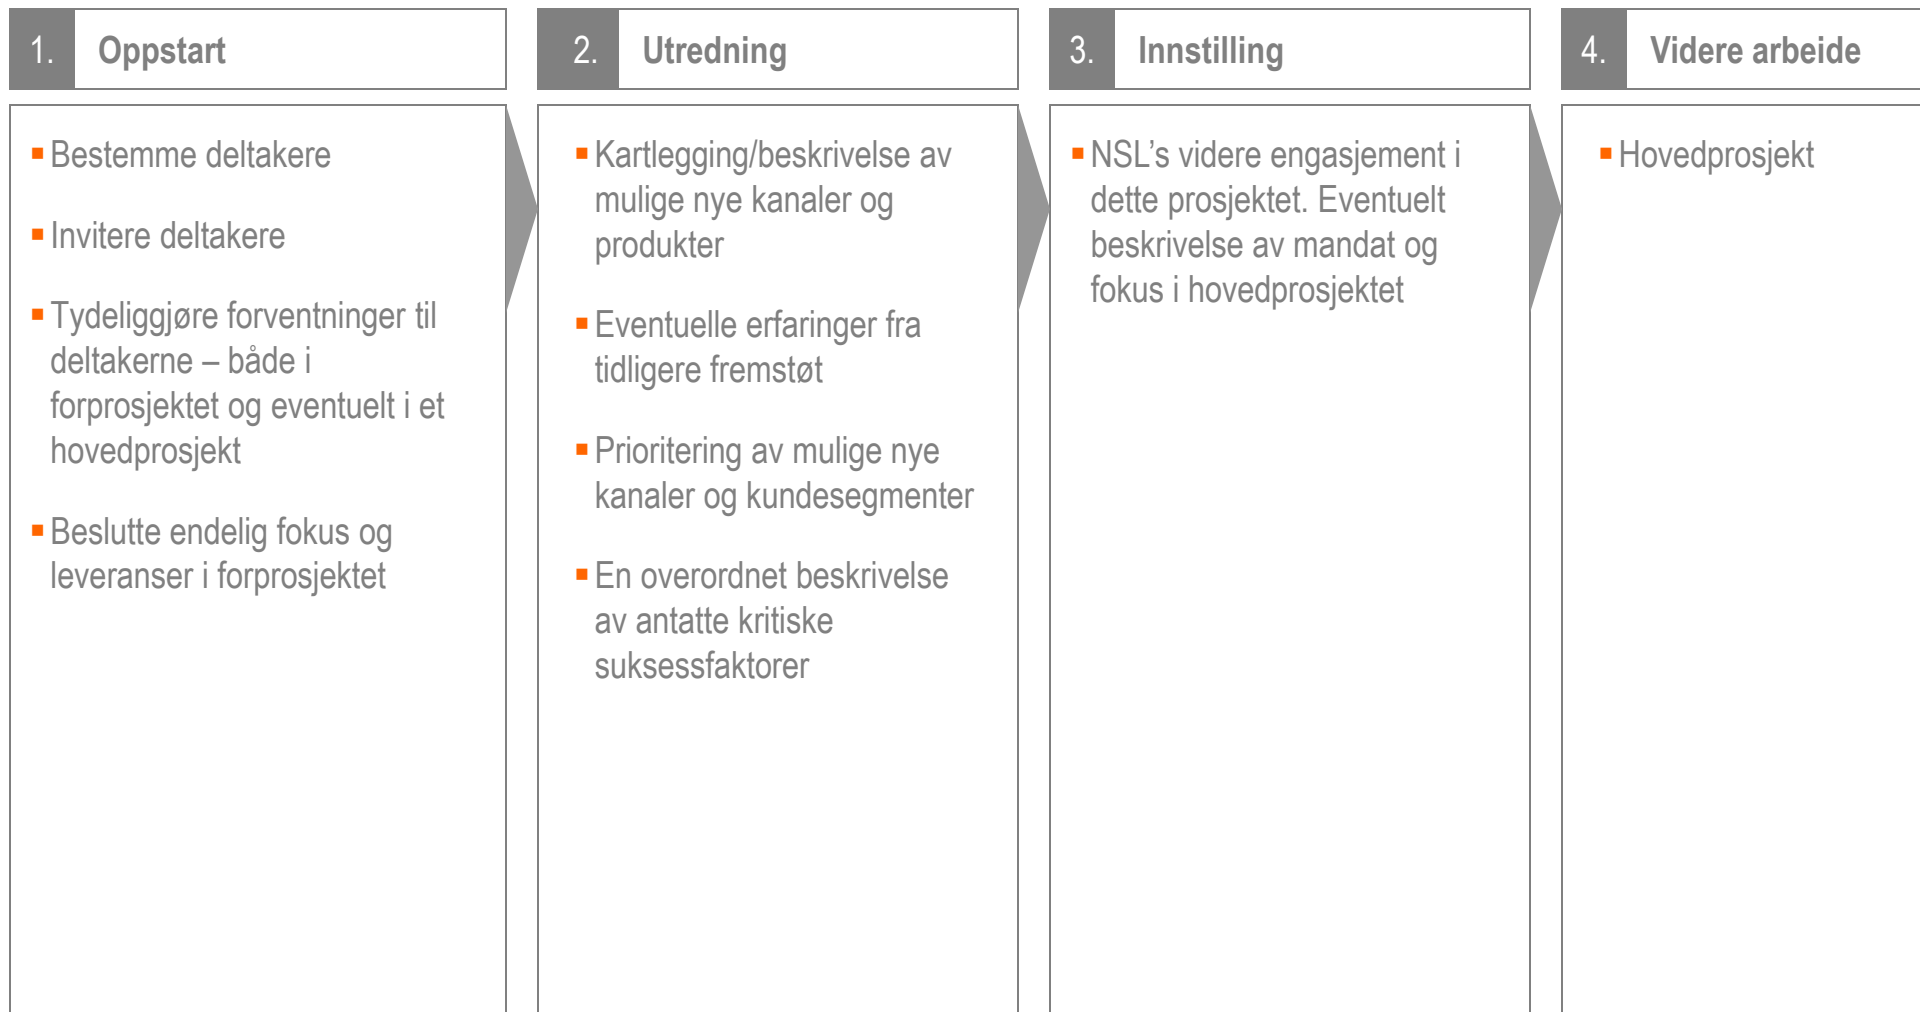 1. Oppstart
▪ Bestemme deltakere
▪ Invitere deltakere
▪ Tydeliggjøre forventninger til
deltakerne – både i
forprosjektet og eventuelt i et
hovedprosjekt
▪ Beslutte endelig fokus og
leveranser i forprosjektet
2. Utredning
▪ Kartlegging/beskrivelse av
mulige nye kanaler og
produkter
▪ Eventuelle erfaringer fra
tidligere fremstøt
▪ Prioritering av mulige nye
kanaler og kundesegmenter
▪ En overordnet beskrivelse
av antatte kritiske
suksessfaktorer
3. Innstilling
▪ NSL’s videre engasjement i
dette prosjektet. Eventuelt
beskrivelse av mandat og
fokus i hovedprosjektet
4. Videre arbeide
▪ Hovedprosjekt